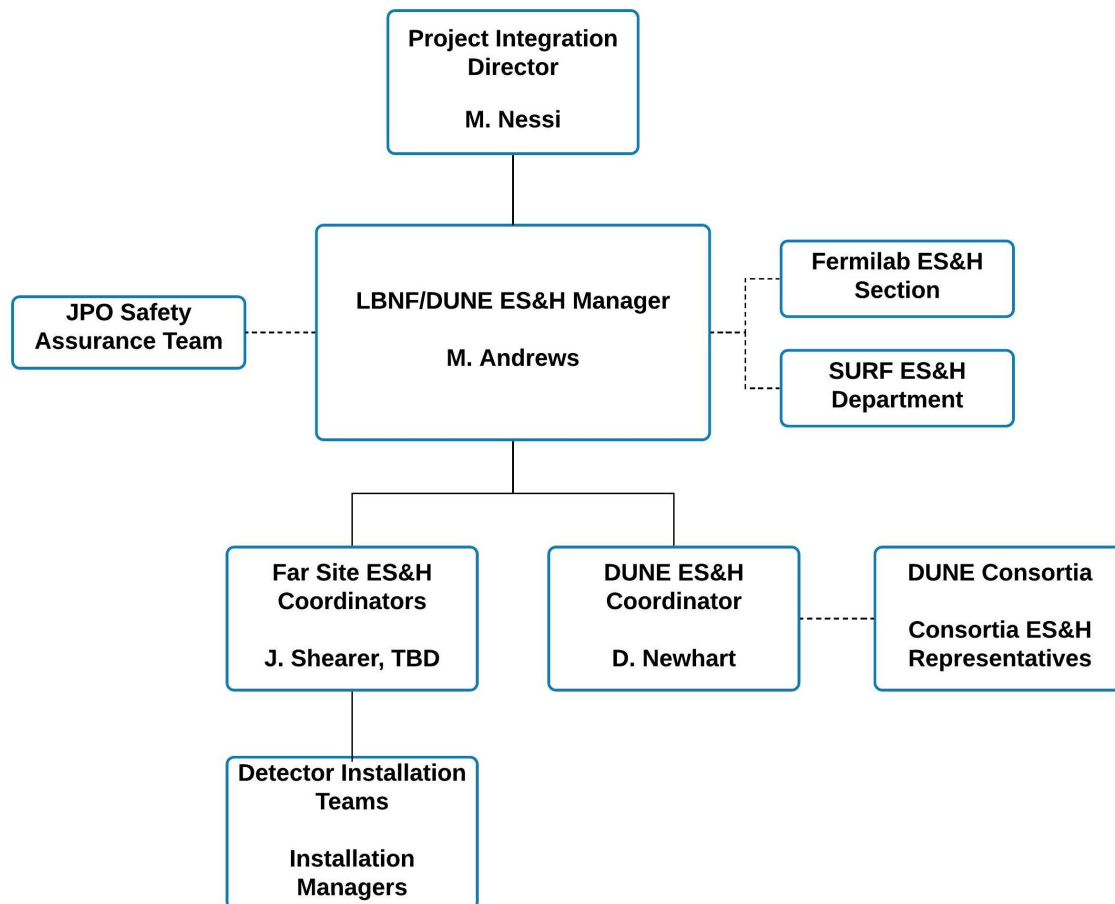 Project Integration
Director
M. Nessi
LBNF/DUNE ES&H Manager
M. Andrews
JPO Safety
Assurance Team
Fermilab ES&H
Section
SURF ES&H
Department
Far Site ES&H
Coordinators
J. Shearer, TBD
DUNE ES&H
Coordinator
D. Newhart
DUNE Consortia
Consortia ES&H
Representatives
Detector Installation
Teams
Installation
Managers